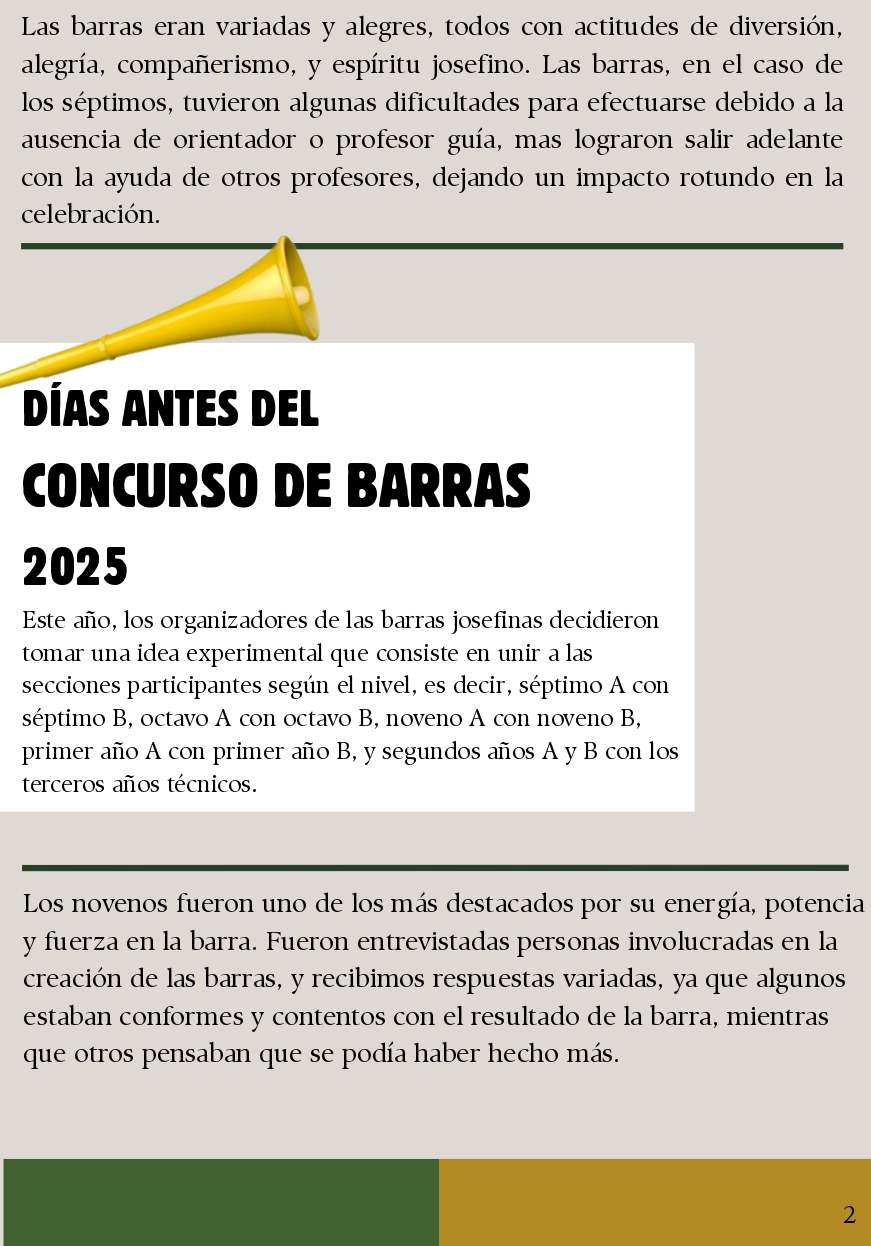 Las barras eran variadas y alegres, todos con actitudes de diversión,
alegría, compañerismo, y espíritu josefino. Las barras, en el caso de
los séptimos, tuvieron algunas dificultades para efectuarse debido a la
ausencia de orientador o profesor guía, mas lograron salir adelante
con la ayuda de otros profesores, dejando un impacto rotundo en la
celebración.
DÍAS ANTES DEL
CONCURSO DE BARRAS
2025
Este año, los organizadores de las barras josefinas decidieron
tomar una idea experimental que consiste en unir a las
secciones participantes según el nivel, es decir, séptimo A con
séptimo B, octavo A con octavo B, noveno A con noveno B,
primer año A con primer año B, y segundos años A y B con los
terceros años técnicos.
Los novenos fueron uno de los más destacados por su energía, potencia
y fuerza en la barra. Fueron entrevistadas personas involucradas en la
creación de las barras, y recibimos respuestas variadas, ya que algunos
estaban conformes y contentos con el resultado de la barra, mientras
que otros pensaban que se podía haber hecho más.
2